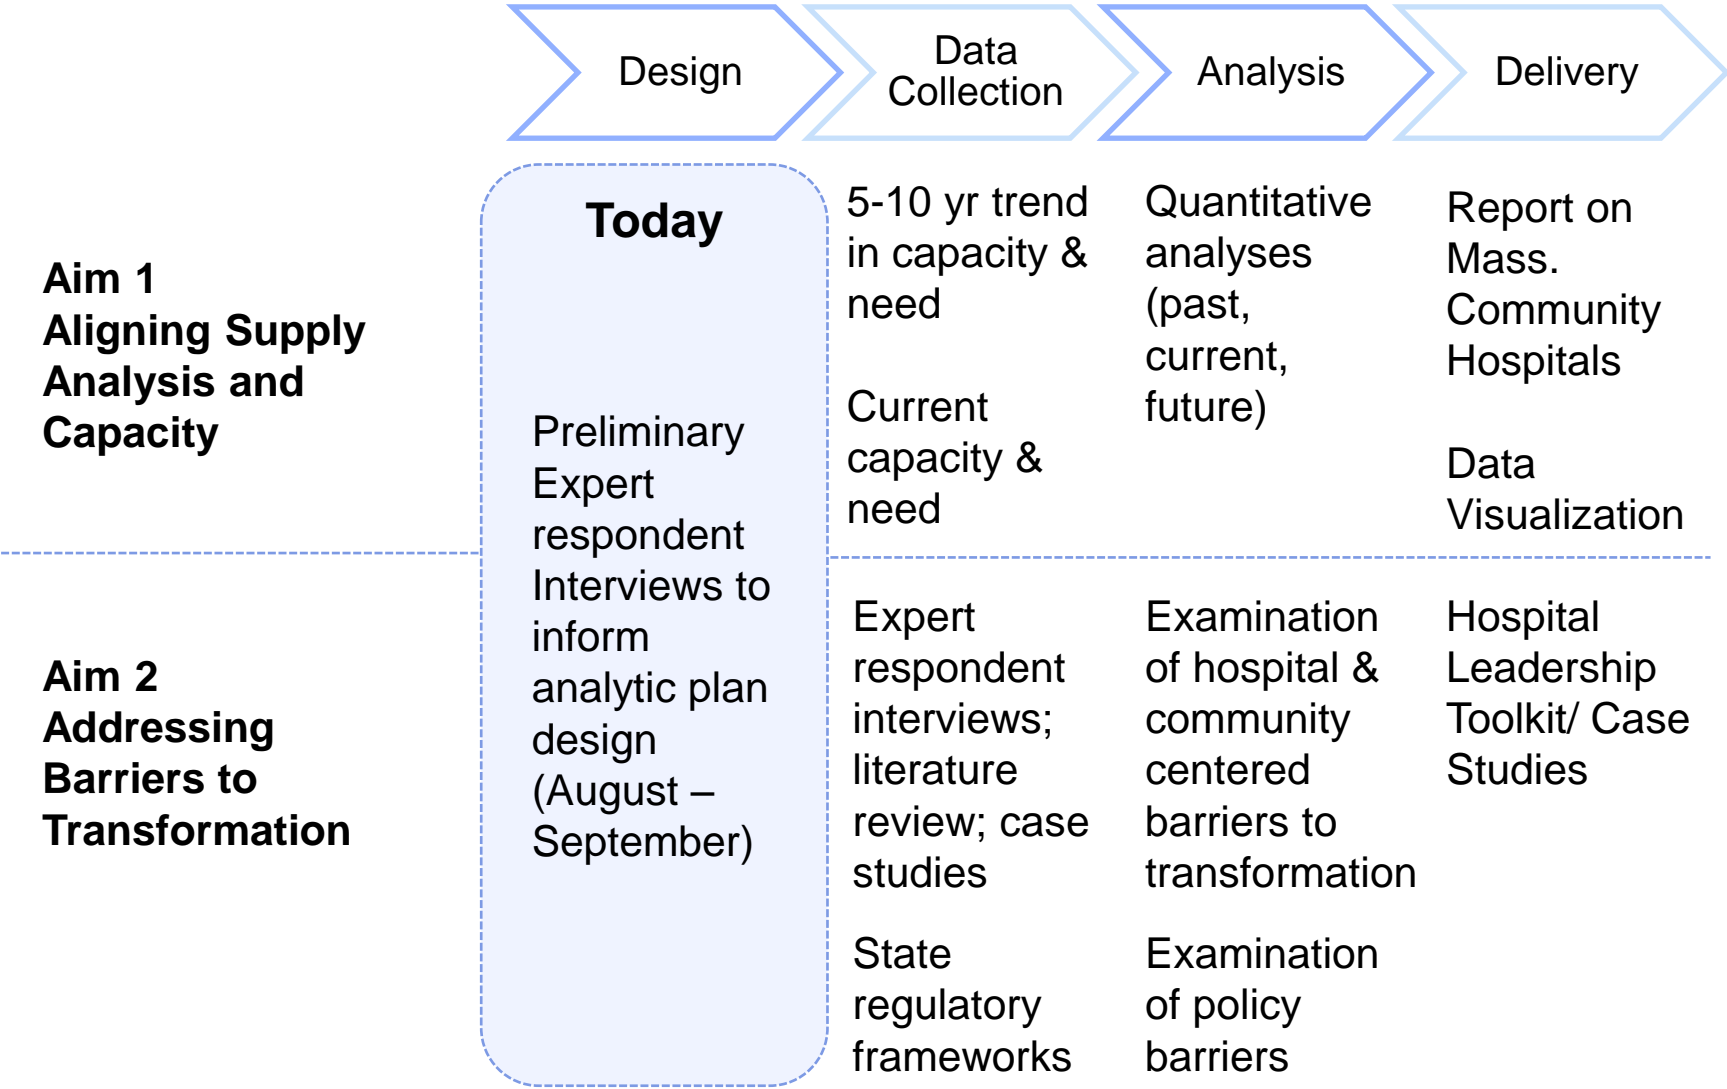 Design
Data
Collection
Analysis
Delivery
Aim 1
Aligning Supply
Analysis and
Capacity
Today
Preliminary
Expert
respondent
Interviews to
inform
analytic plan
design
(August –
September)
5-10 yr trend
in capacity &
need
Current
capacity &
need
Quantitative
analyses
(past,
current,
future)
Report on
Mass.
Community
Hospitals
Data
Visualization
Aim 2
Addressing
Barriers to
Transformation
Expert
respondent
interviews;
literature
review; case
studies
State
regulatory
frameworks
Examination
of hospital &
community
centered
barriers to
transformation
Examination
of policy
barriers
Hospital
Leadership
Toolkit/ Case
Studies